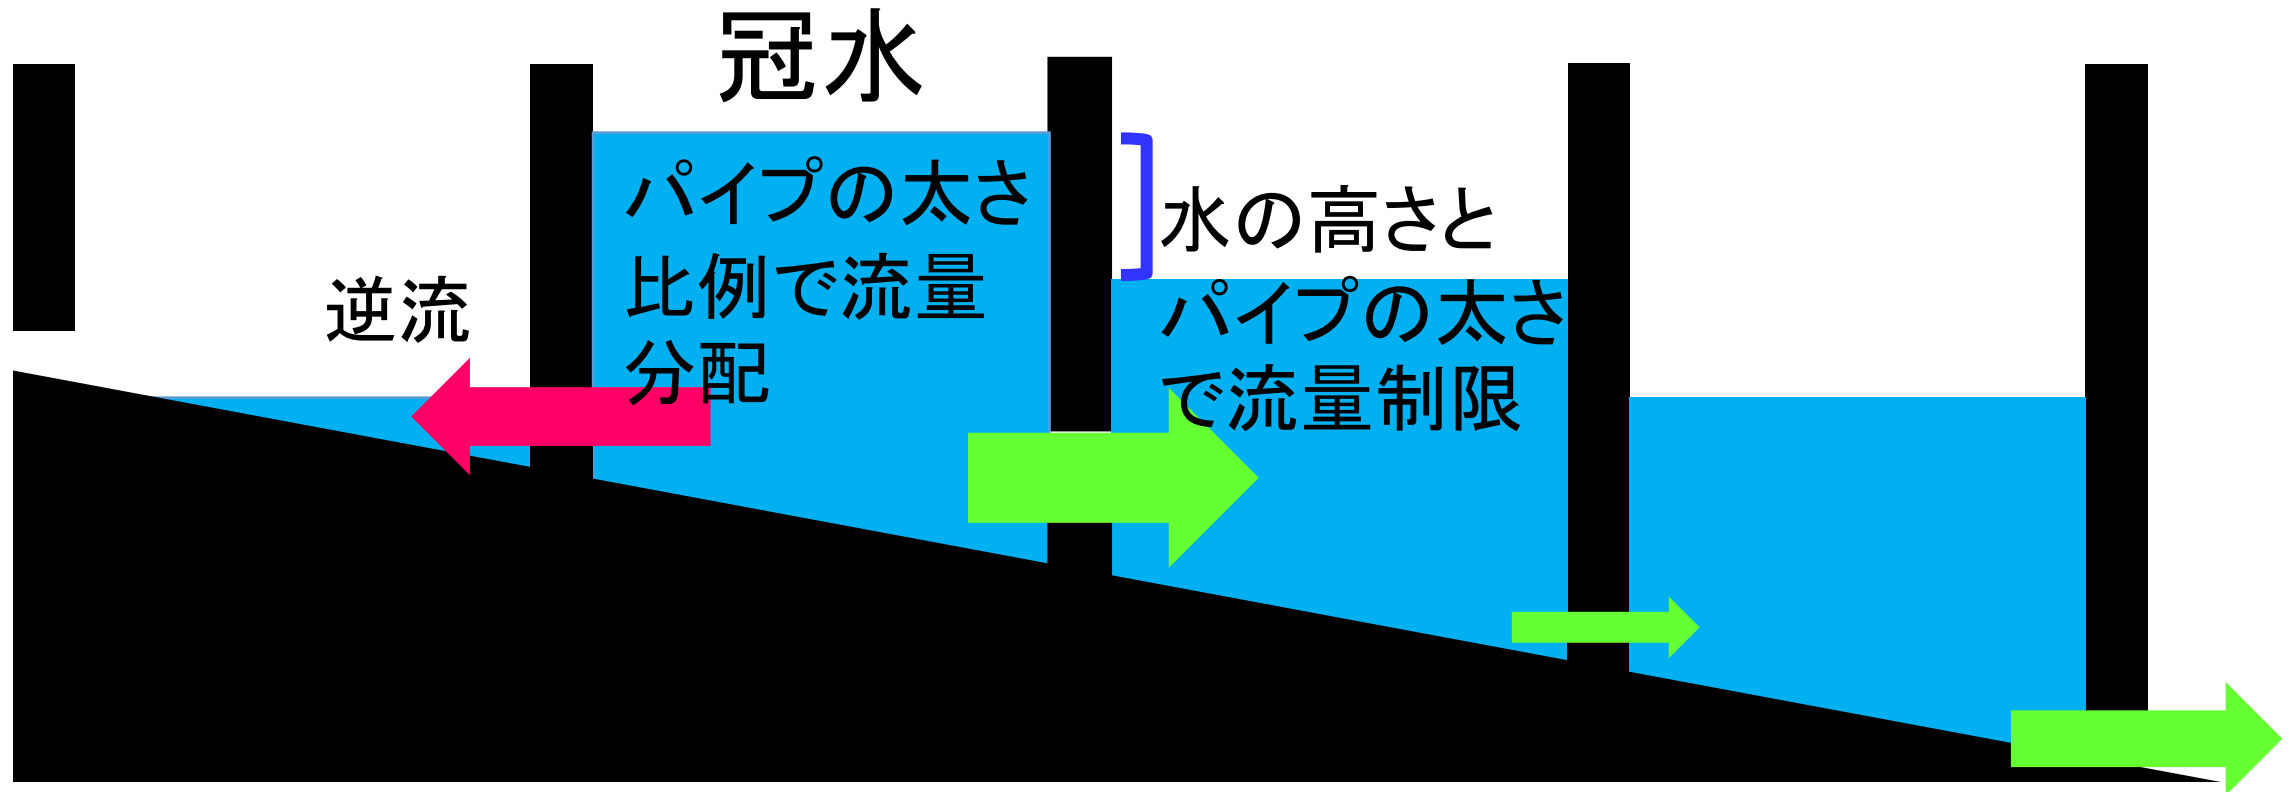 冠水
パイプの太さ
比例で流量
分配
水の高さと
パイプの太さ
で流量制限
逆流